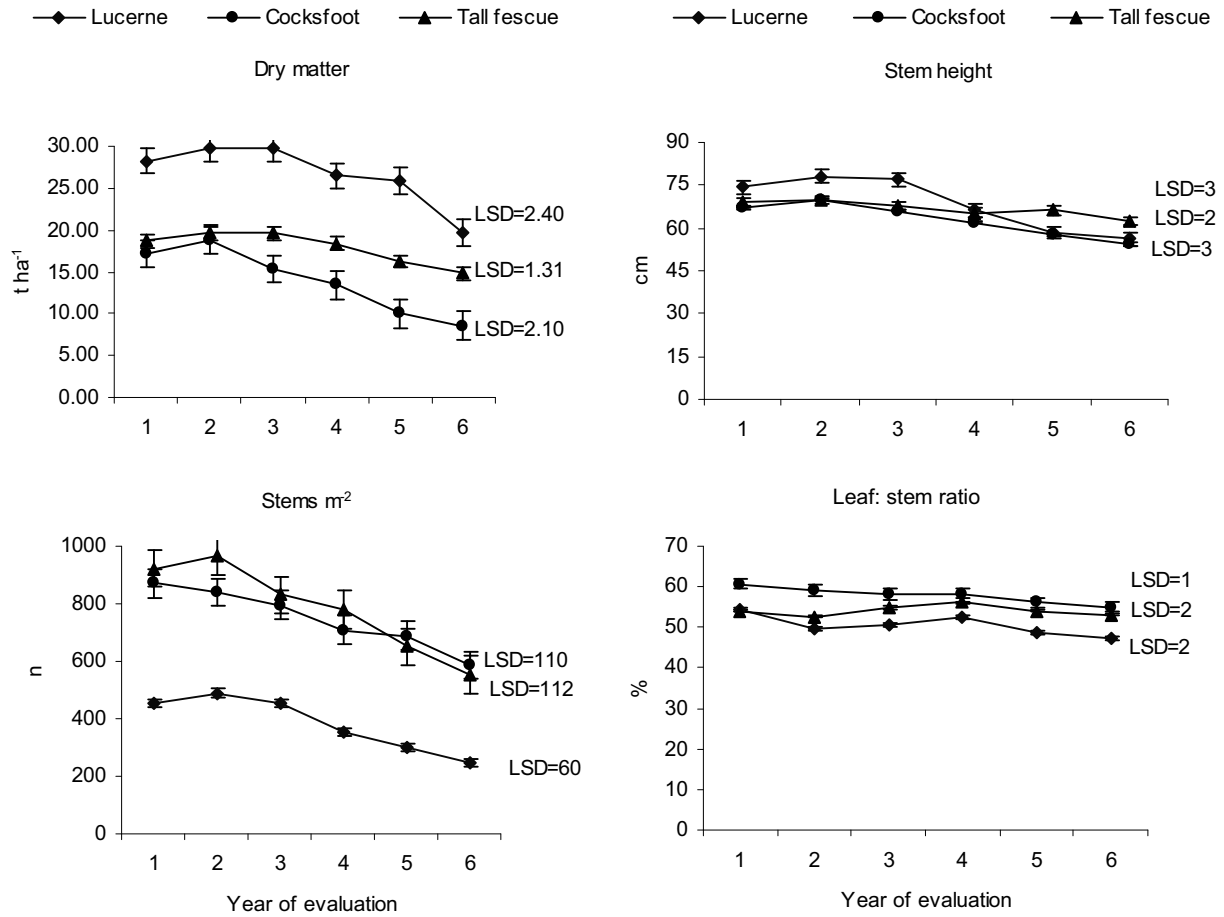 Lucerne Cocksfoot Tall fescue
Dry matter
30.00
25.00
20.00
15.00
10.00
5.00
0.00
t ha-1
LSD=2.40
LSD=1.31
LSD=2.10
1 2 3 4 5 6
Lucerne Cocksfoot Tall fescue
Stem height
90
75
60
45
30
15
0
cm
LSD=3
LSD=2
LSD=3
1 2 3 4 5 6
Stems m-2
1000
800
600
400
200
0
n
LSD=110
LSD=112
LSD=60
1 2 3 4 5 6
Year of evaluation
Leaf: stem ratio
70
60
50
40
30
20
10
0
%
LSD=1
LSD=2
LSD=2
1 2 3 4 5 6
Year of evaluation